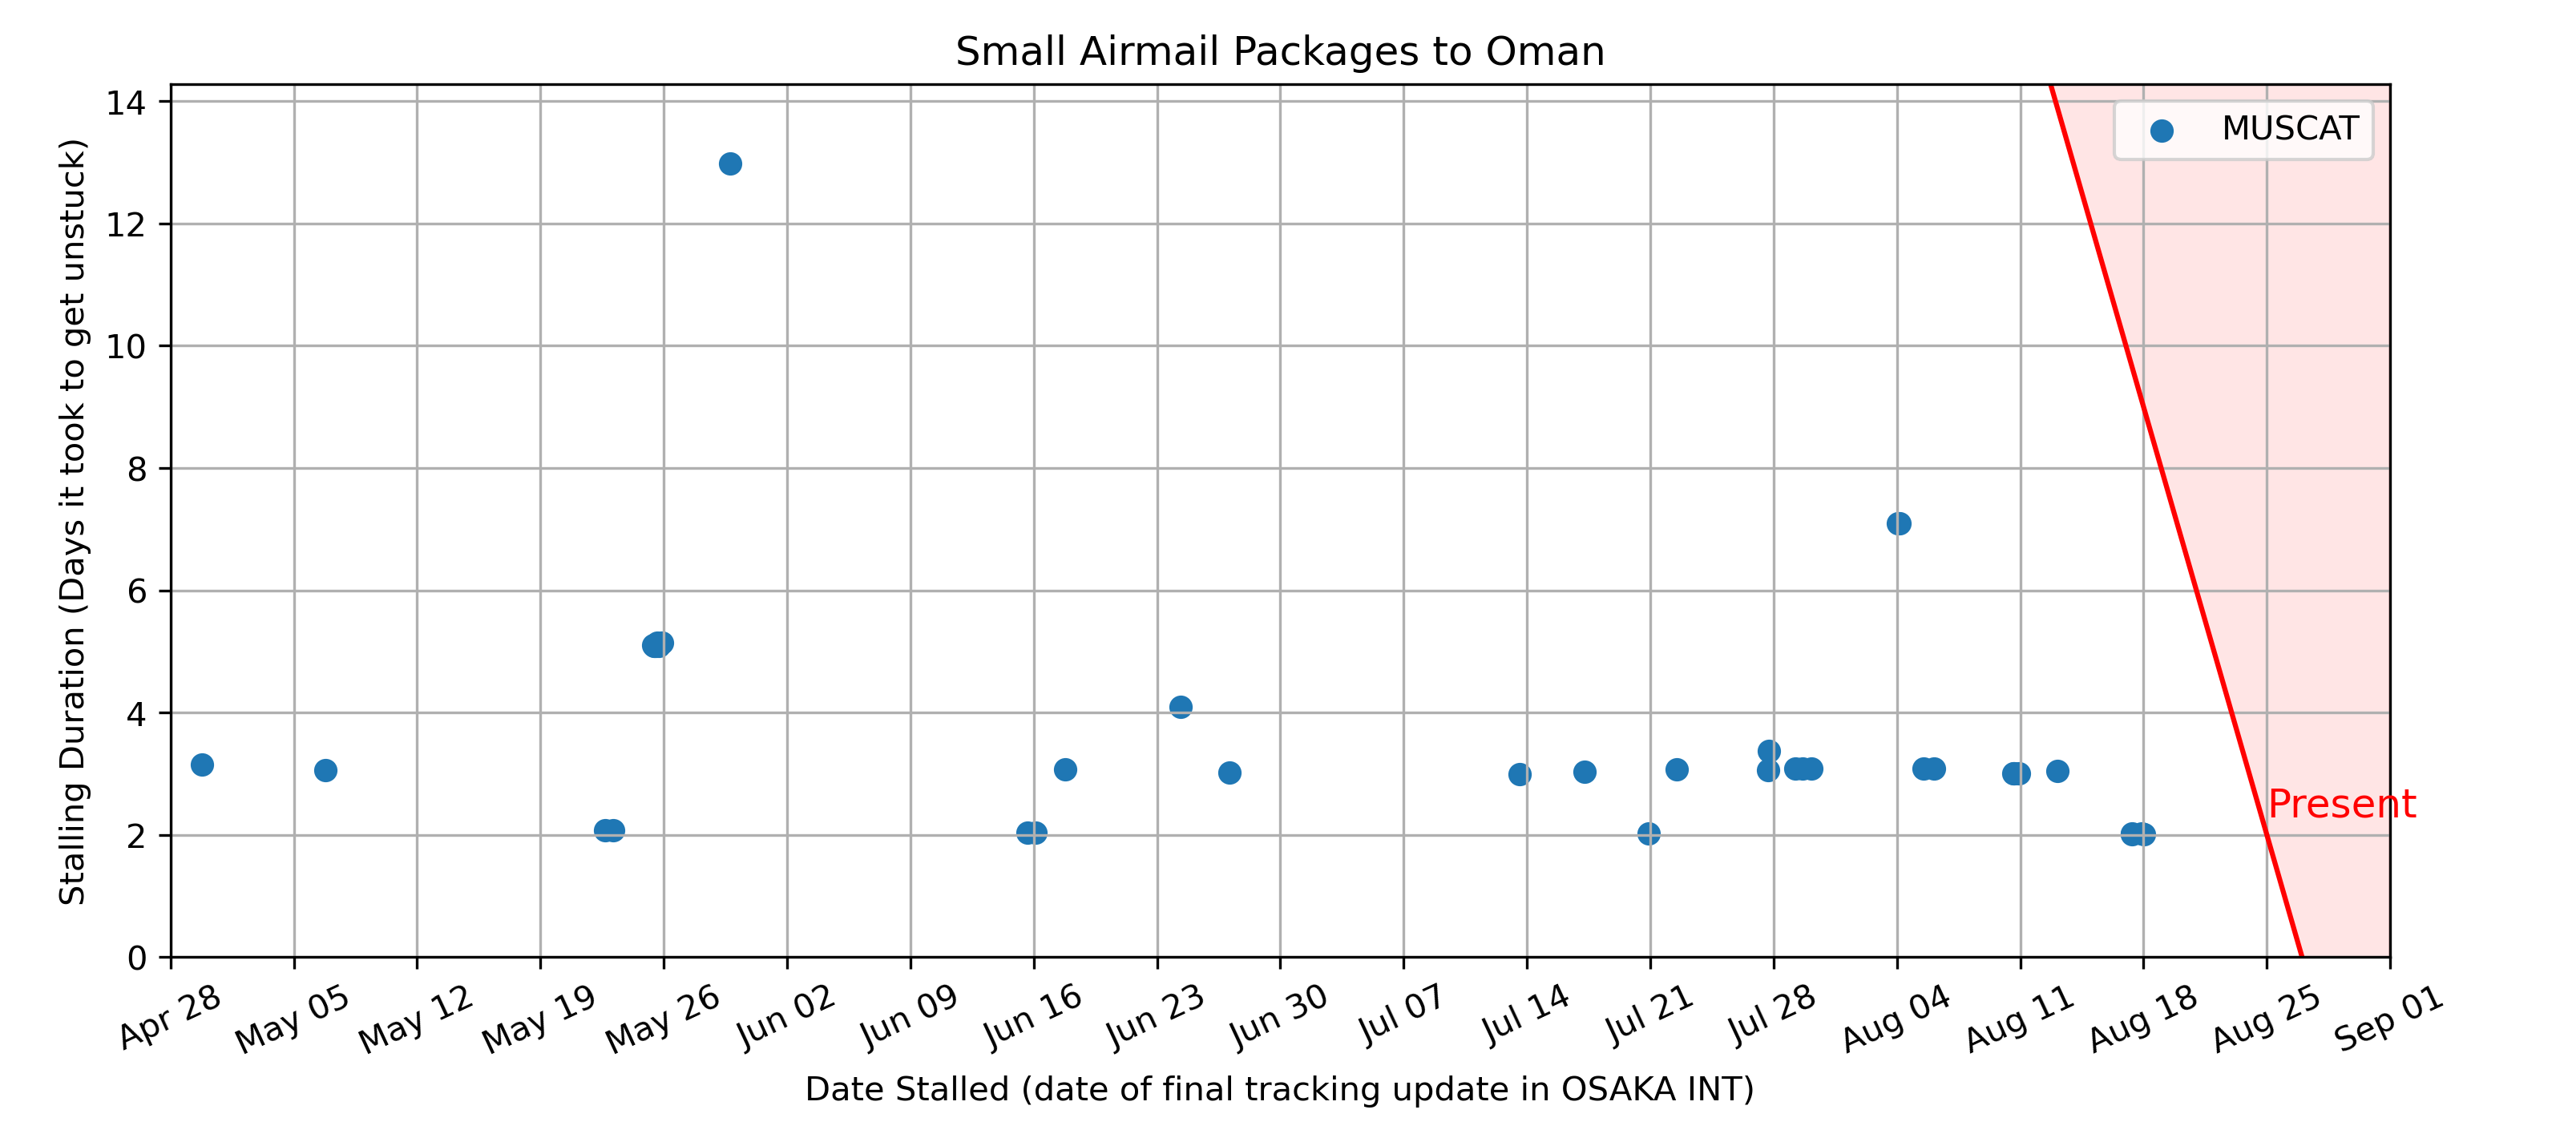 Small Airmail Packages to Oman
MUSCAT
Stalling Duration (Days it took to get unstuck)
14
12
10
8
6
4
2
0
Present
Apr 28
May 05
May 12
May 19
May 26
Jun 02
Jun 09
Jun 16
Jun 23
Jun 30
Jul 07
Jul 14
Jul 21
Jul 28
Aug 04
Aug 11
Aug 18
Aug 25
Sep 01
Date Stalled (date of final tracking update in OSAKA INT)